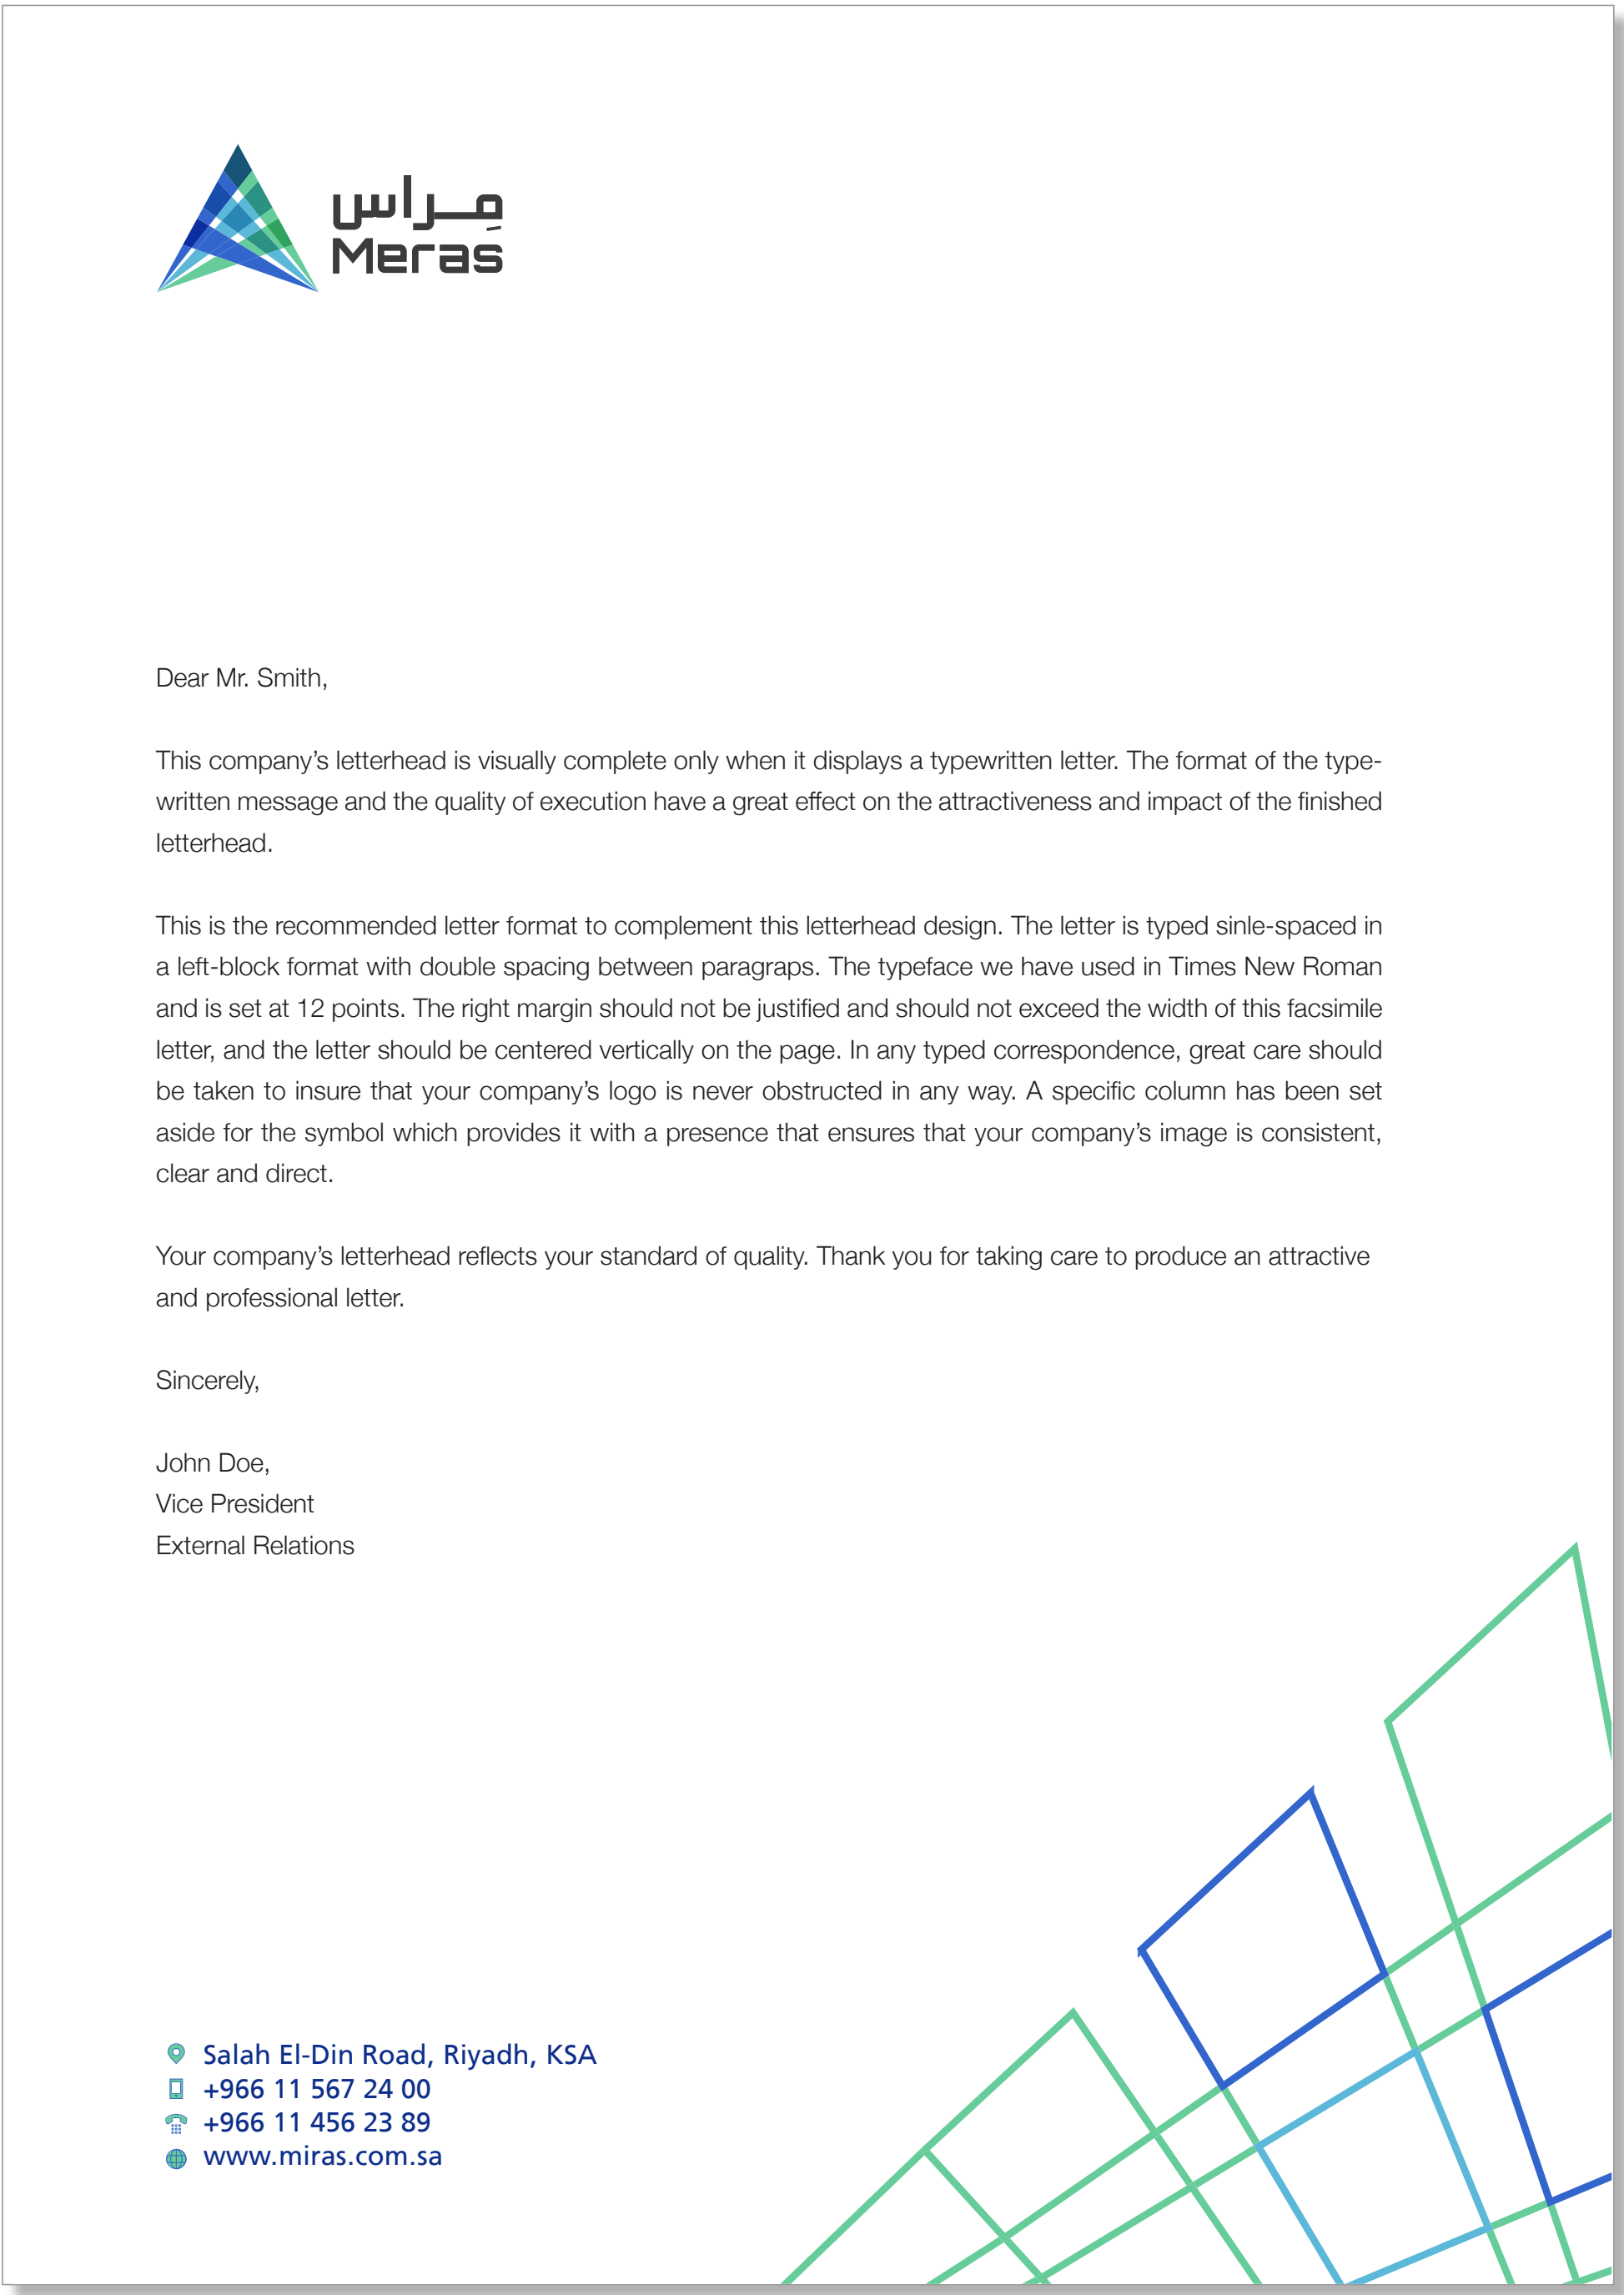 مِـراس
Meras
Dear Mr. Smith,
This company’s letterhead is visually complete only when it displays a typewritten letter. The format of the type-
written message and the quality of execution have a great effect on the attractiveness and impact of the finished
letterhead.
This is the recommended letter format to complement this letterhead design. The letter is typed sinle-spaced in
a left-block format with double spacing between paragraps. The typeface we have used in Times New Roman
and is set at 12 points. The right margin should not be justified and should not exceed the width of this facsimile
letter, and the letter should be centered vertically on the page. In any typed correspondence, great care should
be taken to insure that your company’s logo is never obstructed in any way. A specific column has been set
aside for the symbol which provides it with a presence that ensures that your company’s image is consistent,
clear and direct.
Your company’s letterhead reflects your standard of quality. Thank you for taking care to produce an attractive
and professional letter.
Sincerely,
John Doe,
Vice President
External Relations
Salah El-Din Road, Riyadh, KSA
+966 11 567 24 00
+966 11 456 23 89
www.miras.com.sa